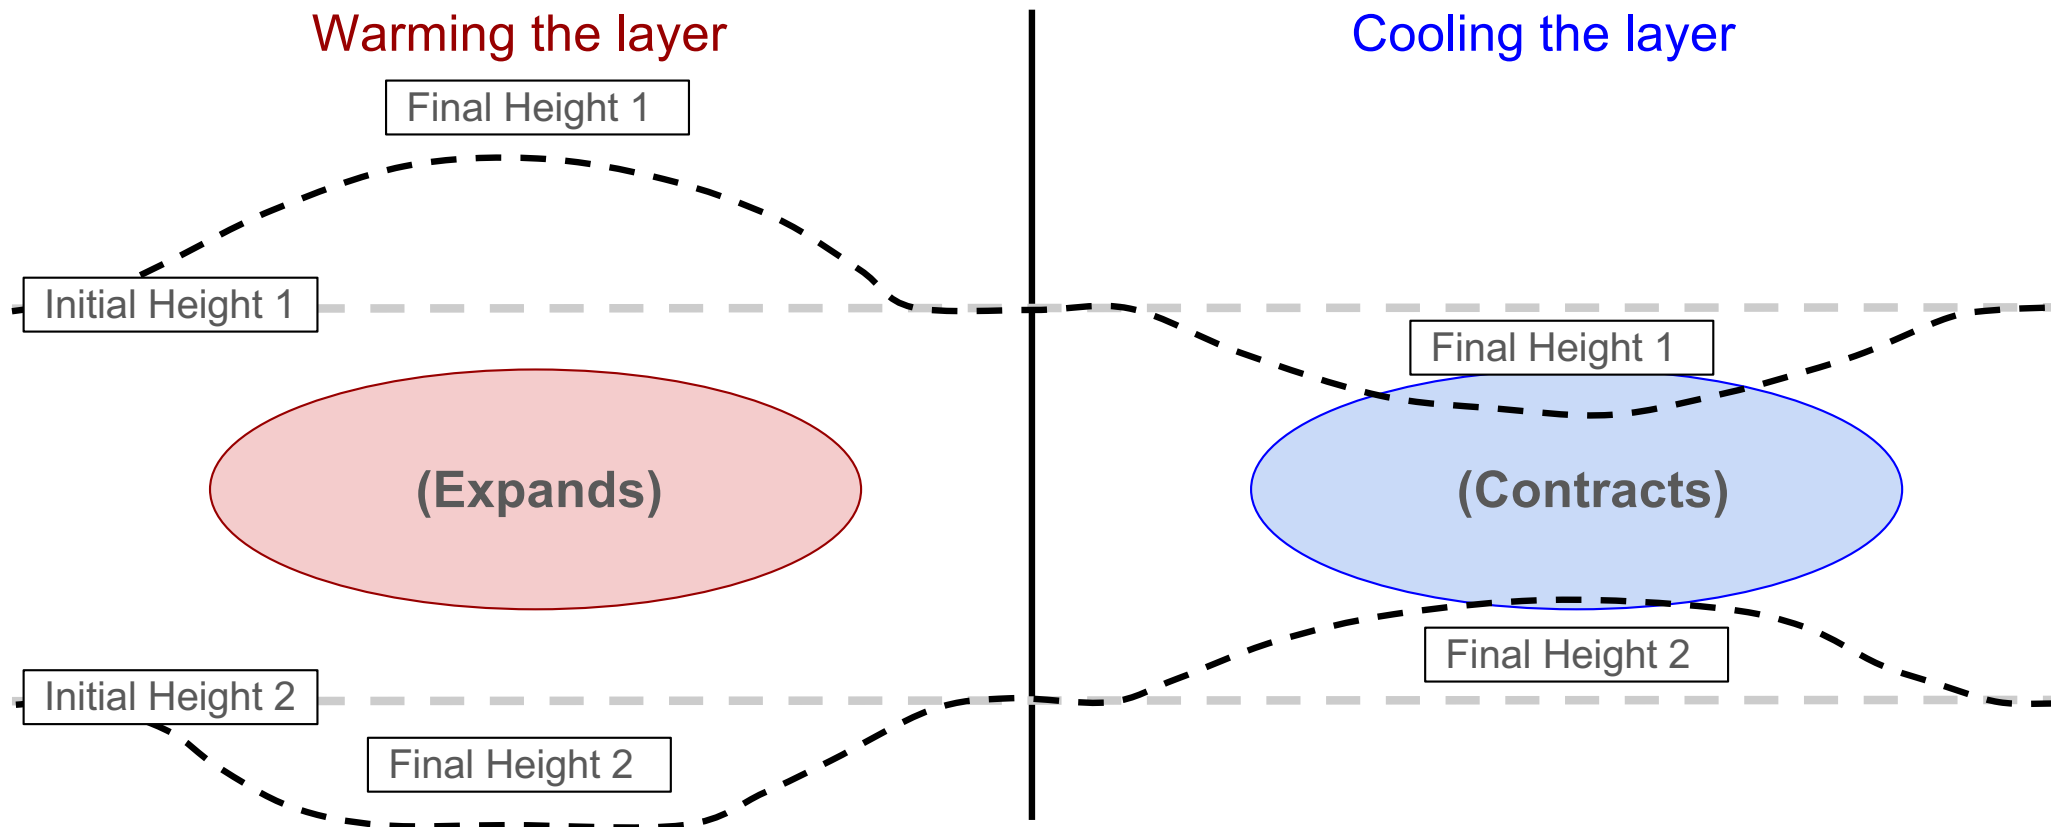 Warming the layer
Cooling the layer
Final Height 1
Initial Height 1
Final Height 1
(Expands)
(Contracts)
Final Height 2
Initial Height 2
Final Height 2